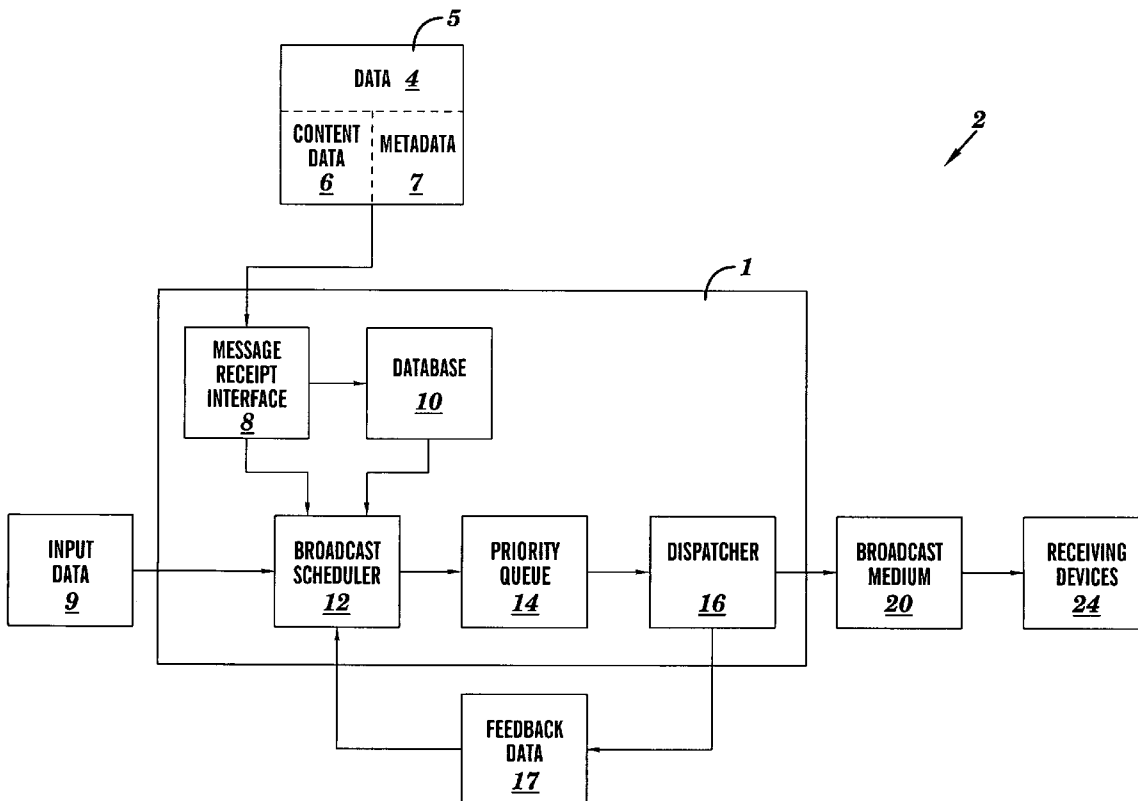 5
DATA 4
CONTENT
DATA
6
METADATA
7
2
1
MESSAGE
RECEIPT
INTERFACE
8
DATABASE
10
INPUT
DATA
9
BROADCAST
SCHEDULER
12
PRIORITY
QUEUE
14
DISPATCHER
16
BROADCAST
MEDIUM
20
RECEIVING
DEVICES
24
FEEDBACK
DATA
17